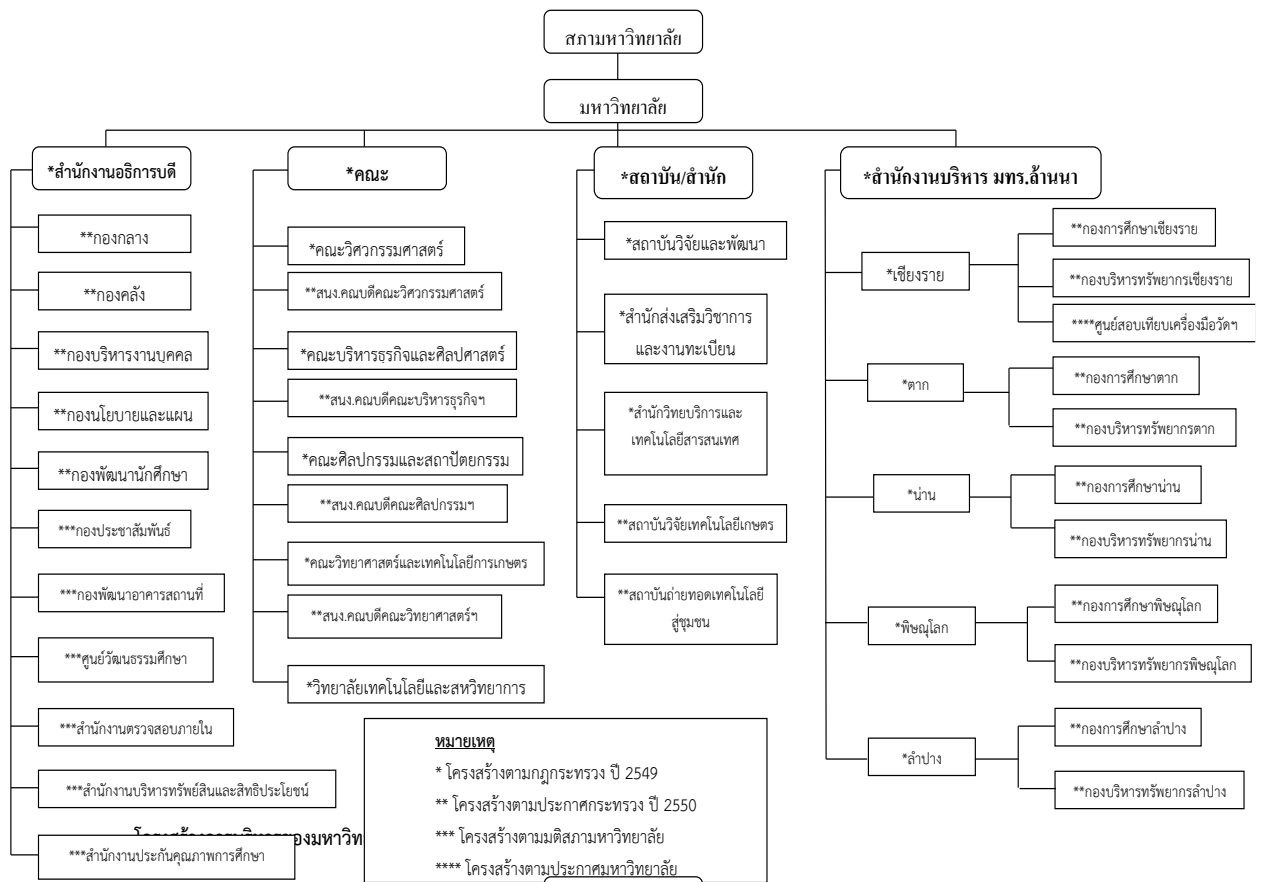 สภามหาวิทยาลัย
มหาวิทยาลัย
*สำนักงานอธิการบดี
**กองกลาง
**กองคลัง
**กองบริหารงานบุคคล
**กองนโยบายและแผน
**กองพัฒนานักศึกษา
***กองประชาสัมพันธ์
***กองพัฒนาอาคารสถานที่
***ศูนย์วัฒนธรรมศึกษา
***สำนักงานตรวจสอบภายใน
***สำนักงานบริหารทรัพย์สินและสิทธิประโยชน์
***สำนักงานประกันคุณภาพการศึกษา
*คณะ
*คณะวิศวกรรมศาสตร์
**สนง.คณบดีคณะวิศวกรรมศาสตร์
*คณะบริหารธุรกิจและศิลปศาสตร์
**สนง.คณบดีคณะบริหารธุรกิจฯ
*คณะศิลปกรรมและสถาปัตยกรรม
**สนง.คณบดีคณะศิลปกรรมฯ
*คณะวิทยาศาสตร์และเทคโนโลยีการเกษตร
**สนง.คณบดีคณะวิทยาศาสตร์ฯ
*วิทยาลัยเทคโนโลยีและสหวิทยาการ
*สถาบัน/สำนัก
*สถาบันวิจัยและพัฒนา
*สำนักส่งเสริมวิชาการ
และงานทะเบียน
*สำนักวิทยบริการและ
เทคโนโลยีสารสนเทศ
**สถาบันวิจัยเทคโนโลยีเกษตร
**สถาบันถ่ายทอดเทคโนโลยี
สู่ชุมชน
*สำนักงานบริหาร มทร.ล้านนา
*เชียงราย
**กองการศึกษาเชียงราย
**กองบริหารทรัพยากรเชียงราย
****ศูนย์สอบเทียบเครื่องมือวัดฯ
*ตาก
**กองการศึกษาตาก
**กองบริหารทรัพยากรตาก
*น่าน
**กองการศึกษาน่าน
**กองบริหารทรัพยากรน่าน
*พิษณุโลก
**กองการศึกษาพิษณุโลก
**กองบริหารทรัพยากรพิษณุโลก
*ลำปาง
**กองการศึกษาลำปาง
**กองบริหารทรัพยากรลำปาง
หมายเหตุ
* โครงสร้างตามกฎกระทรวง ปี 2549
** โครงสร้างตามประกาศกระทรวง ปี 2550
*** โครงสร้างตามมติสภามหาวิทยาลัย
**** โครงสร้างตามประกาศมหาวิทยาลัย